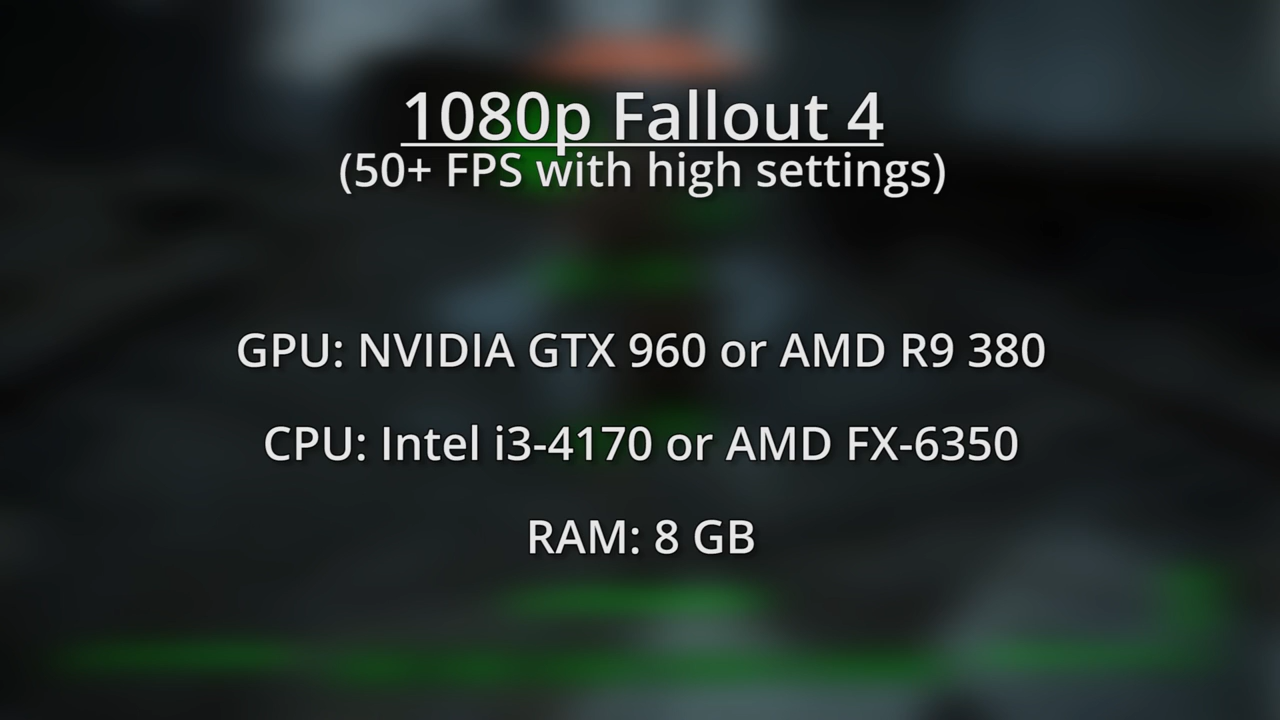 1080p Fallout 4
(50+ FPS with high settings)
GPU: NVIDIA GTX 960 or AMD R9 380
CPU: Intel i3-4170 or AMD FX-6350
RAM: 8 GB